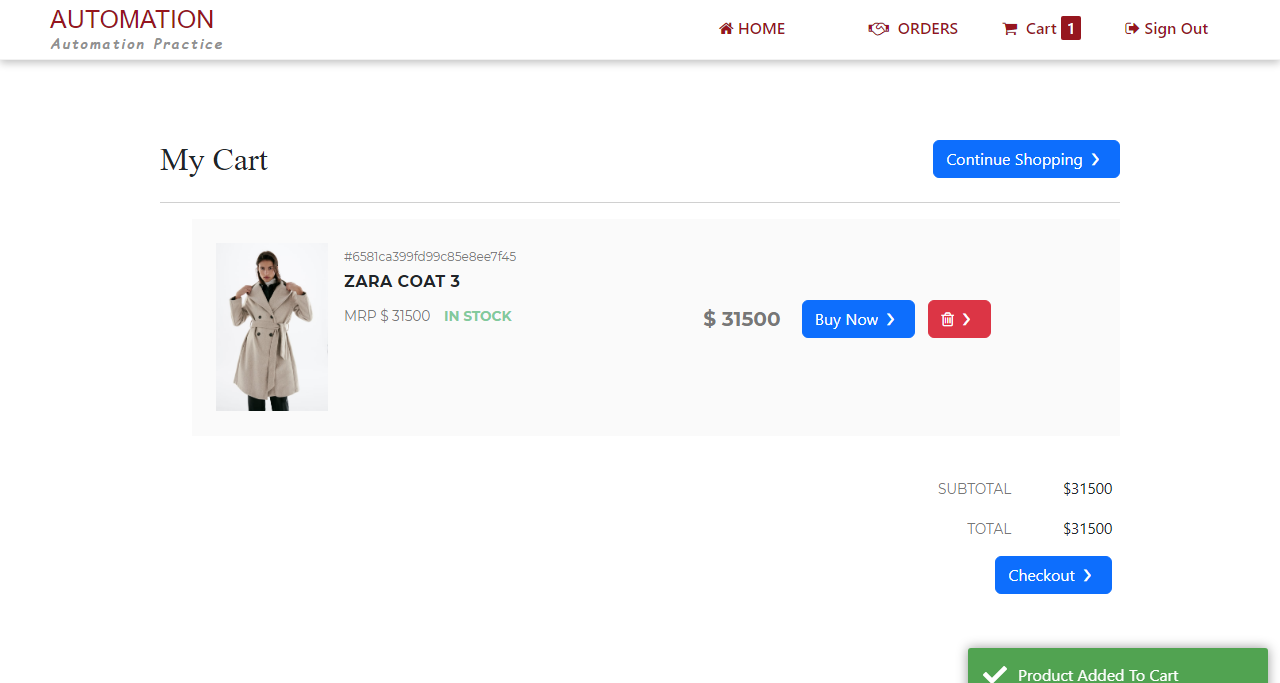 AUTOMATION
Automation Practice
HOME
ORDERS
Cart 1
Sign Out
My Cart
Continue Shopping
#6581ca399fd99c85e8ee7f45
ZARA COAT 3
MRP $ 31500 IN STOCK
$ 31500
Buy Now
SUBTOTAL $31500
TOTAL $31500
Checkout
Product Added To Cart